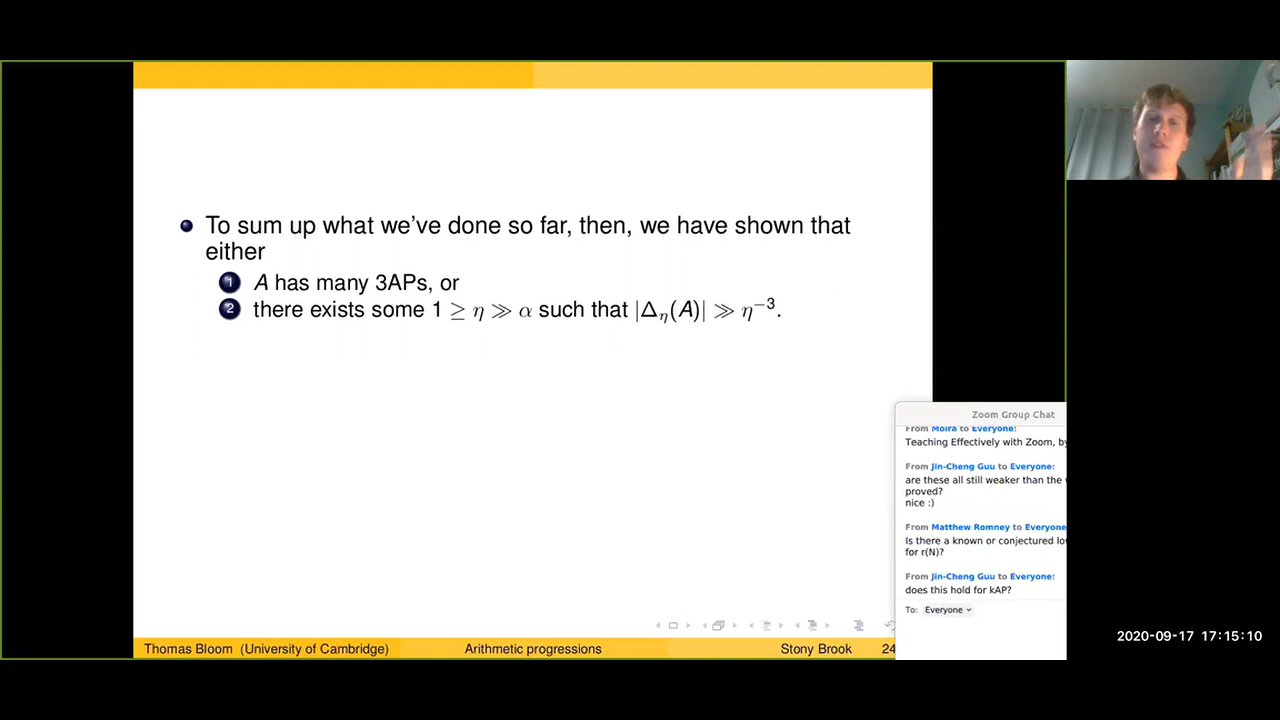 To sum up what we've done so far, then, we have shown that
either
1 A has many 3APs, or
2 there exists some 1 ≥ η ≫ α such that |Δ_η(A)| ≫ η⁻³.
Zoom Group Chat
From Moira to Everyone:
Teaching Effectively with Zoom, by
From Jin-Cheng Guu to Everyone:
are these all still weaker than the
proved?
nice :)
From Matthew Romney to Everyone
Is there a known or conjectured
for r(N)?
From Jin-Cheng Guu to Everyone:
does this hold for kAP?
To: Everyone
Thomas Bloom (University of Cambridge) Arithmetic progressions Stony Brook 24
2020-09-17 17:15:10